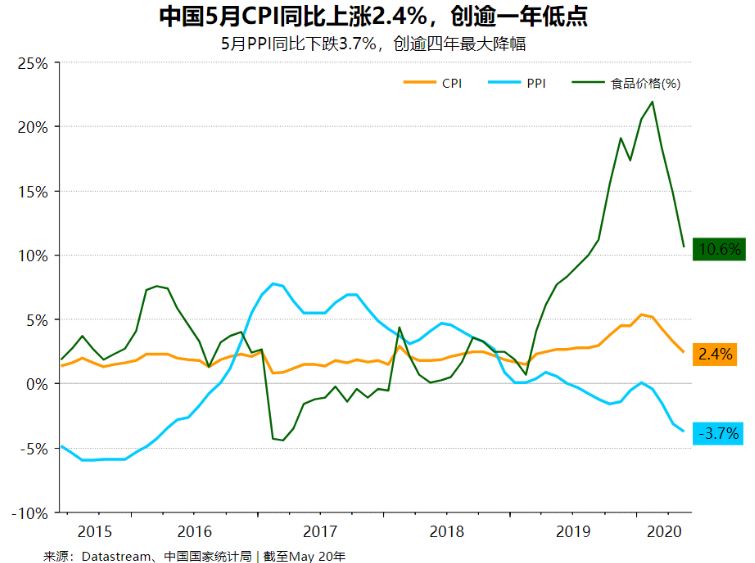 中国5月CPI同比上涨2.4%，创逾一年低点
5月PPI同比下跌3.7%，创逾四年最大降幅
CPI PPI 食品价格(%)
25%
20%
15%
10%
5%
0%
-5%
-10%
10.6%
2.4%
-3.7%
2015 2016 2017 2018 2019 2020
来源：Datastream、中国国家统计局 | 截至May 20年